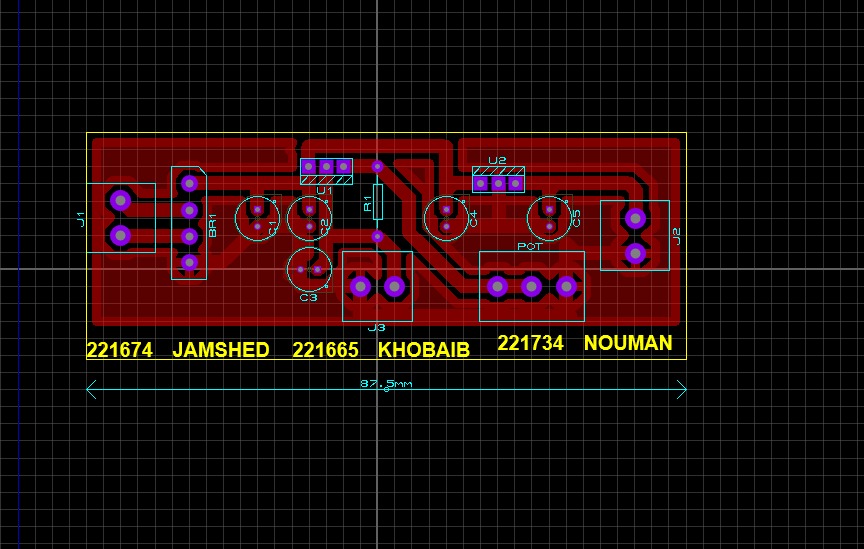 U2
U1
R1
J1
BR1
C1
C2
C4
C5
J2
POT
C3
J3
221674 JAMSHED 221665 KHOBAIB 221734 NOUMAN
87.5mm